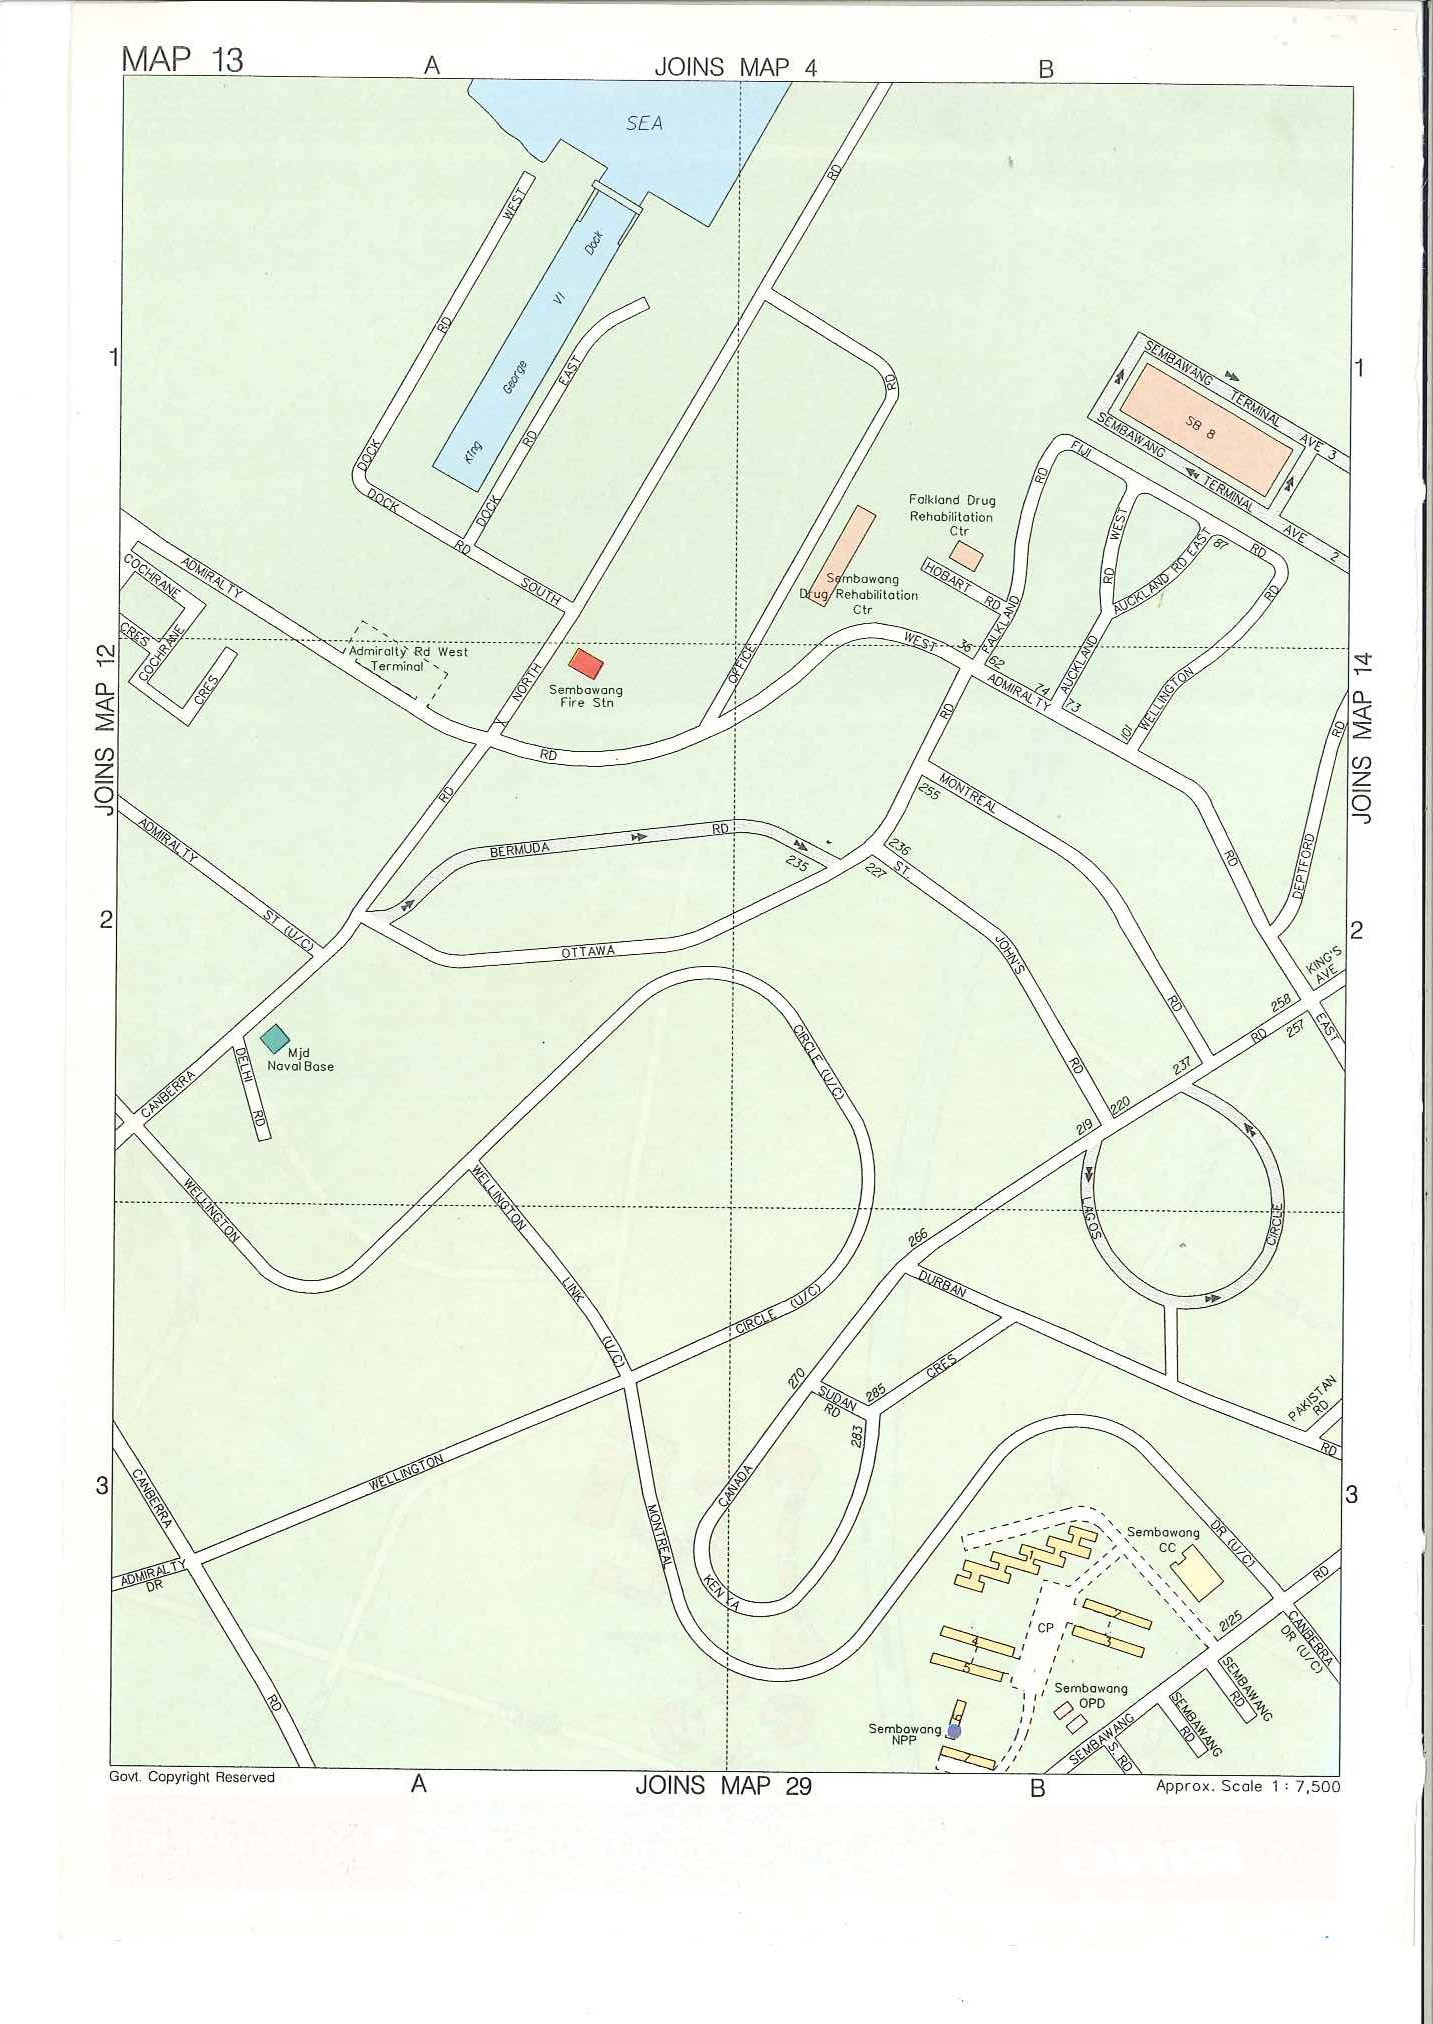 MAP 13
A
JOINS MAP 4
B
SEA
RD
WEST
Dock
VI
George
King
RD
EAST
RD
DOCK
DOCK
DOCK
RD
SOUTH
RD
1
1
SEMBAWANG
TERMINAL
AVE 3
SB 8
SEMBAWANG
TERMINAL
AVE 2
FIJI
RD
RD
Falkland Drug
Rehabilitation
Ctr
HOBART RD
FALKLAND
WEST
RD
AUCKLAND RD EAST
87
AUCKLAND
RD
WELLINGTON
Sembawang
Drug Rehabilitation
Ctr
COCHRANE
CRES
COCHRANE
CRES
ADMIRALTY
Admiralty Rd West
Terminal
NORTH
X
Sembawang
Fire Stn
OFFICE
WEST
36
62
ADMIRALTY
74
73
101
RD
RD
JOINS MAP 12
JOINS MAP 14
RD
RD
MONTREAL
255
DEPTFORD
RD
ADMIRALTY
ST (U/C)
BERMUDA
RD
235
227
236
ST.
JOHN'S
RD
OTTAWA
2
2
KING'S
AVE
258
257
EAST
RD
RD
237
220
219
CIRCLE (U/C)
Mjd
Naval Base
DELHI
RD
CANBERRA
WELLINGTON
WELLINGTON
LINK
(U/C)
CIRCLE (U/C)
LAGOS
CIRCLE
266
DURBAN
270
SUDAN
RD
285
CRES
283
PAKISTAN
RD
RD
3
3
CANBERRA
WELLINGTON
ADMIRALTY
DR
RD
MONTREAL
CANADA
KENYA
DR (U/C)
Sembawang
CC
1
2
3
4
5
CP
2125
RD
CANBERRA
DR (U/C)
SEMBAWANG
RD
SEMBAWANG
RD
SEMBAWANG
S RD
Sembawang
OPD
Sembawang
NPP
6
7
Govt. Copyright Reserved
A
JOINS MAP 29
B
Approx. Scale 1 : 7,500